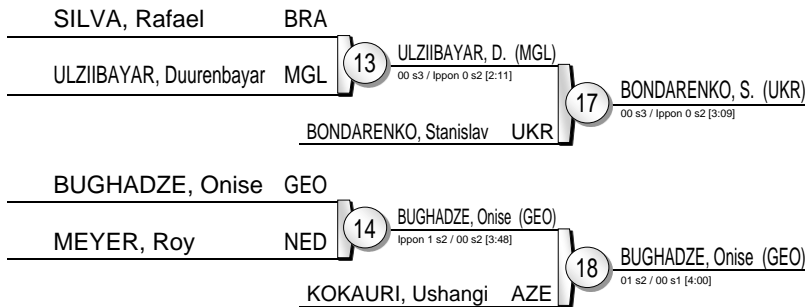 SILVA, Rafael BRA
ULZIIBAYAR, Duurenbayar MGL
13
ULZIIBAYAR, D. (MGL)
00 s3 / Ippon 0 s2 [2:11]
BONDARENKO, Stanislav UKR
17
BONDARENKO, S. (UKR)
00 s3 / Ippon 0 s2 [3:09]
BUGHADZE, Onise GEO
MEYER, Roy NED
14
BUGHADZE, Onise (GEO)
Ippon 1 s2 / 00 s2 [3:48]
KOKAURI, Ushangi AZE
18
BUGHADZE, Onise (GEO)
01 s2 / 00 s1 [4:00]